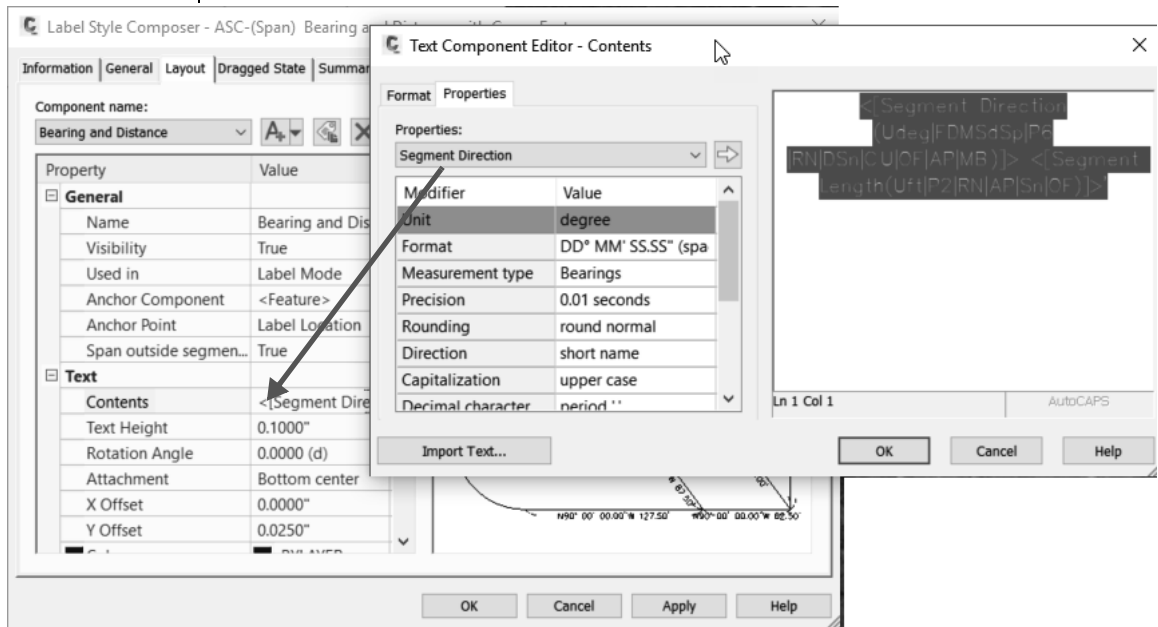 Label Style Composer - ASC-(Span) Bearing a
Information General Layout Dragged State Summar
Component name:
Bearing and Distance
Property Value
General
Name Bearing and Dis
Visibility True
Used in Label Mode
Anchor Component <Feature>
Anchor Point Label Location
Span outside segmen... True
Text
Contents <[Segment Dire
Text Height 0.1000"
Rotation Angle 0.0000 (d)
Attachment Bottom center
X Offset 0.0000"
Y Offset 0.0250"
OK Cancel Apply Help
Text Component Editor - Contents
Format Properties
Properties:
Segment Direction
Modifier Value
Unit degree
Format DD° MM' SS.SS" (spa
Measurement type Bearings
Precision 0.01 seconds
Rounding round normal
Direction short name
Capitalization upper case
Decimal character period '.'
Import Text...
<[Segment Direction
(Udeg|FDMSdSp|P6
|RN|DSn|CU|OF|AP|MB)]> <[Segment
Length(Uft|P2|RN|AP|Sn|OF)]>'
Ln 1 Col 1 AutoCAPS
OK Cancel Help
N90° 00' 00.00"W 127.50'
N90° 00' 00.00"W 82.50'